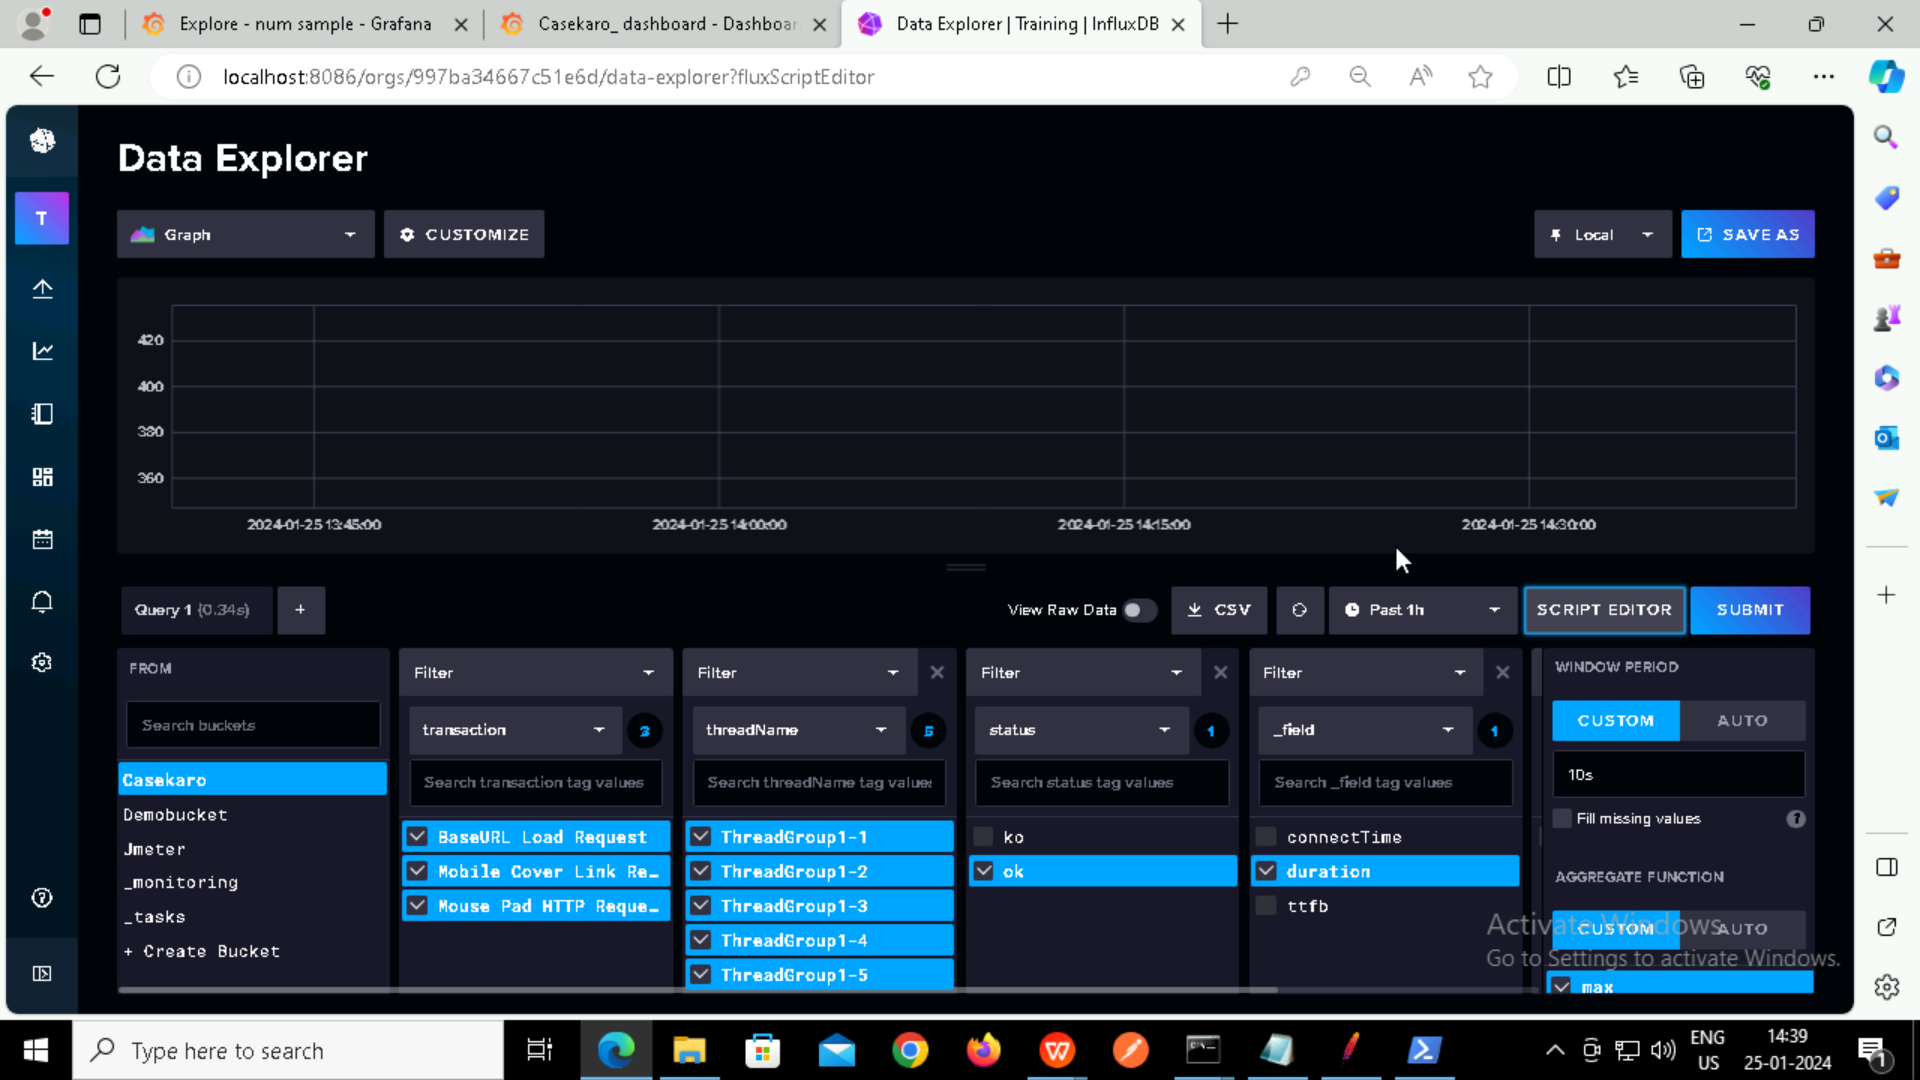 Explore - num sample - Grafana
Casekaro_ dashboard - Dashboar
Data Explorer | Training | InfluxDB
localhost:8086/orgs/997ba34667c51e6d/data-explorer?fluxScriptEditor
T
Data Explorer
Graph
CUSTOMIZE
Local
SAVE AS
420
400
380
360
2024-01-25 13:45:00
2024-01-25 14:00:00
2024-01-25 14:15:00
2024-01-25 14:30:00
Query 1 (0.34s)
+
View Raw Data
CSV
Past 1h
SCRIPT EDITOR
SUBMIT
FROM
Search buckets
Casekaro
Demobucket
Jmeter
_monitoring
_tasks
+ Create Bucket
Filter
transaction
3
Search transaction tag values
BaseURL Load Request
Mobile Cover Link Re…
Mouse Pad HTTP Reque…
Filter
threadName
5
Search threadName tag values
ThreadGroup1-1
ThreadGroup1-2
ThreadGroup1-3
ThreadGroup1-4
ThreadGroup1-5
Filter
status
1
Search status tag values
ko
ok
Filter
_field
1
Search _field tag values
connectTime
duration
ttfb
WINDOW PERIOD
CUSTOM
AUTO
10s
Fill missing values
?
AGGREGATE FUNCTION
CUSTOM
AUTO
max
Activate Windows
Go to Settings to activate Windows.
Type here to search
ENG
US
14:39
25-01-2024
1